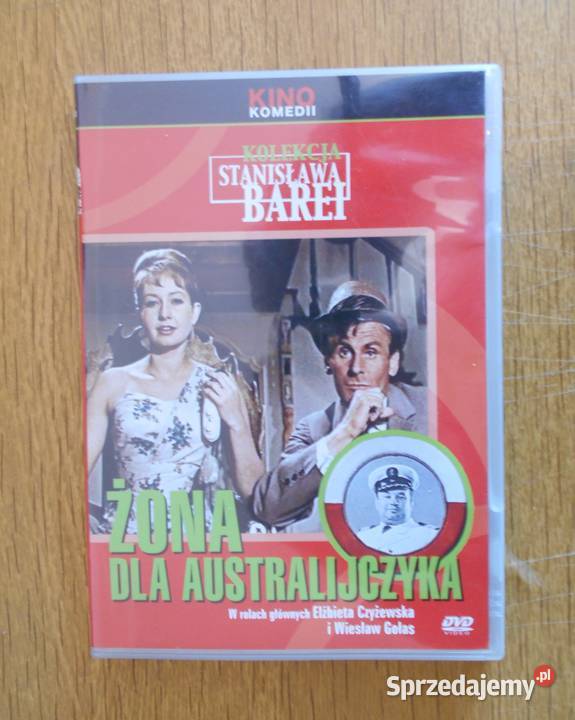 KINO
KOMEDII
KOLEKCJA
STANISŁAWA
BAREI
ŻONA
DLA AUSTRALIJCZYKA
W rolach głównych Elżbieta Czyżewska
i Wiesław Gołas
DVD
VIDEO
Sprzedajemy.pl